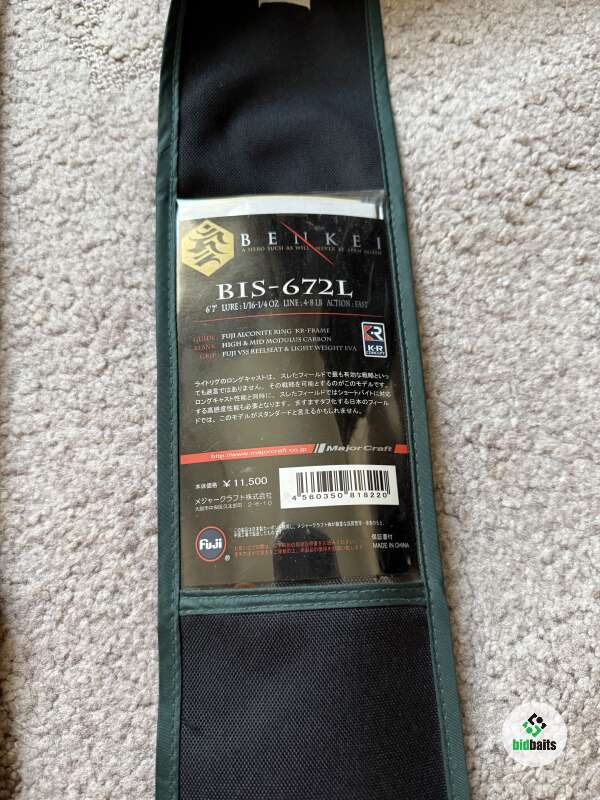 BENKEI
A HERO SUCH AS WILL NEVER BE SEEN AGAIN
BIS-672L
6'7" LURE : 1/16-1/4 OZ LINE : 4-8 LB ACTION : FAST
GUIDE FUJI ALCONITE RING KR-FRAME
BLANK HIGH & MID MODULUS CARBON
GRIP FUJI VSS REELSEAT & LIGHT WEIGHT EVA
K-R
CONCEPT
ライトリグのロングキャストは、スレたフィールドで最も有効な戦略といっ
ても過言ではありません。その戦略を可能とするのがこのモデルです。
ロングキャスト性能と同時に、スレたフィールドではショートバイトに対応
する高感度性能も必要となります。ますますタフ化する日本のフィー
ルドでは、このモデルがスタンダードと言えるかもしれません。
http://www.majorcraft.co.jp
MajorCraft
本体価格 ¥11,500
メジャークラフト株式会社
4 560350 818220
Fuji
®
保証書付
MADE IN CHINA
bidbaits